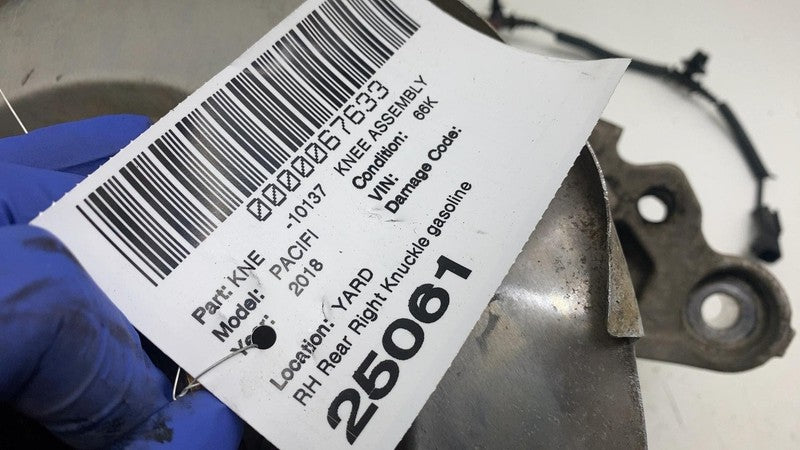 0000067633
Part: KNE -10137 KNEE ASSEMBLY
Model: PACIFI Condition: 66K
Year: 2018 VIN:
Damage Code:
Location: YARD
RH Rear Right Knuckle gasoline
25061